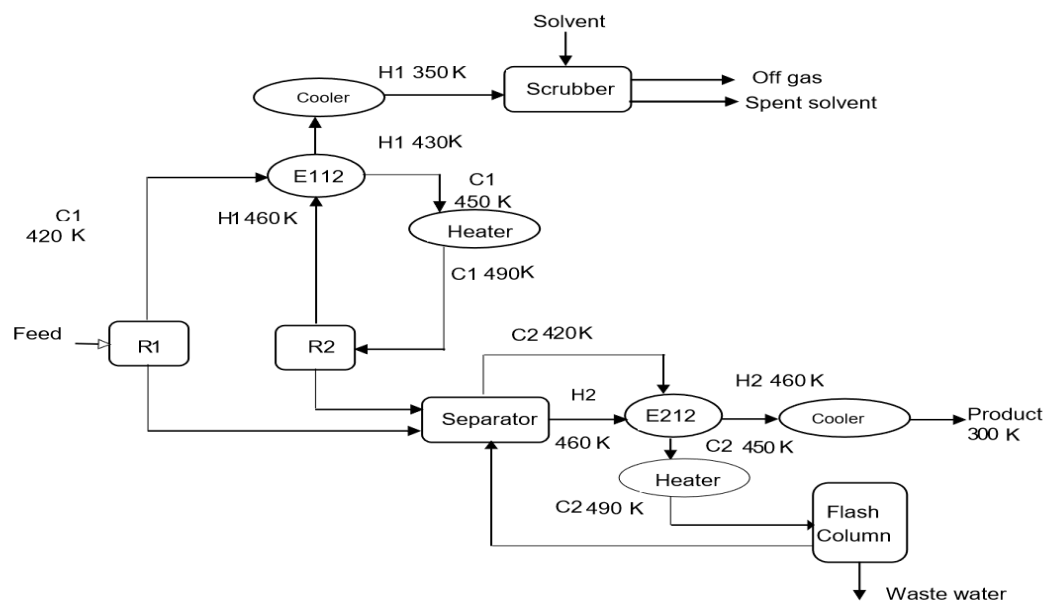 Solvent
H1 350 K
Cooler
Scrubber
Off gas
Spent solvent
H1 430K
E112
C1
450 K
C1
420 K
H1 460 K
Heater
C1 490K
Feed
R1
R2
C2 420K
H2
460 K
Separator
E212
H2 460 K
Cooler
Product
300 K
C2 450 K
Heater
C2 490 K
Flash
Column
Waste water